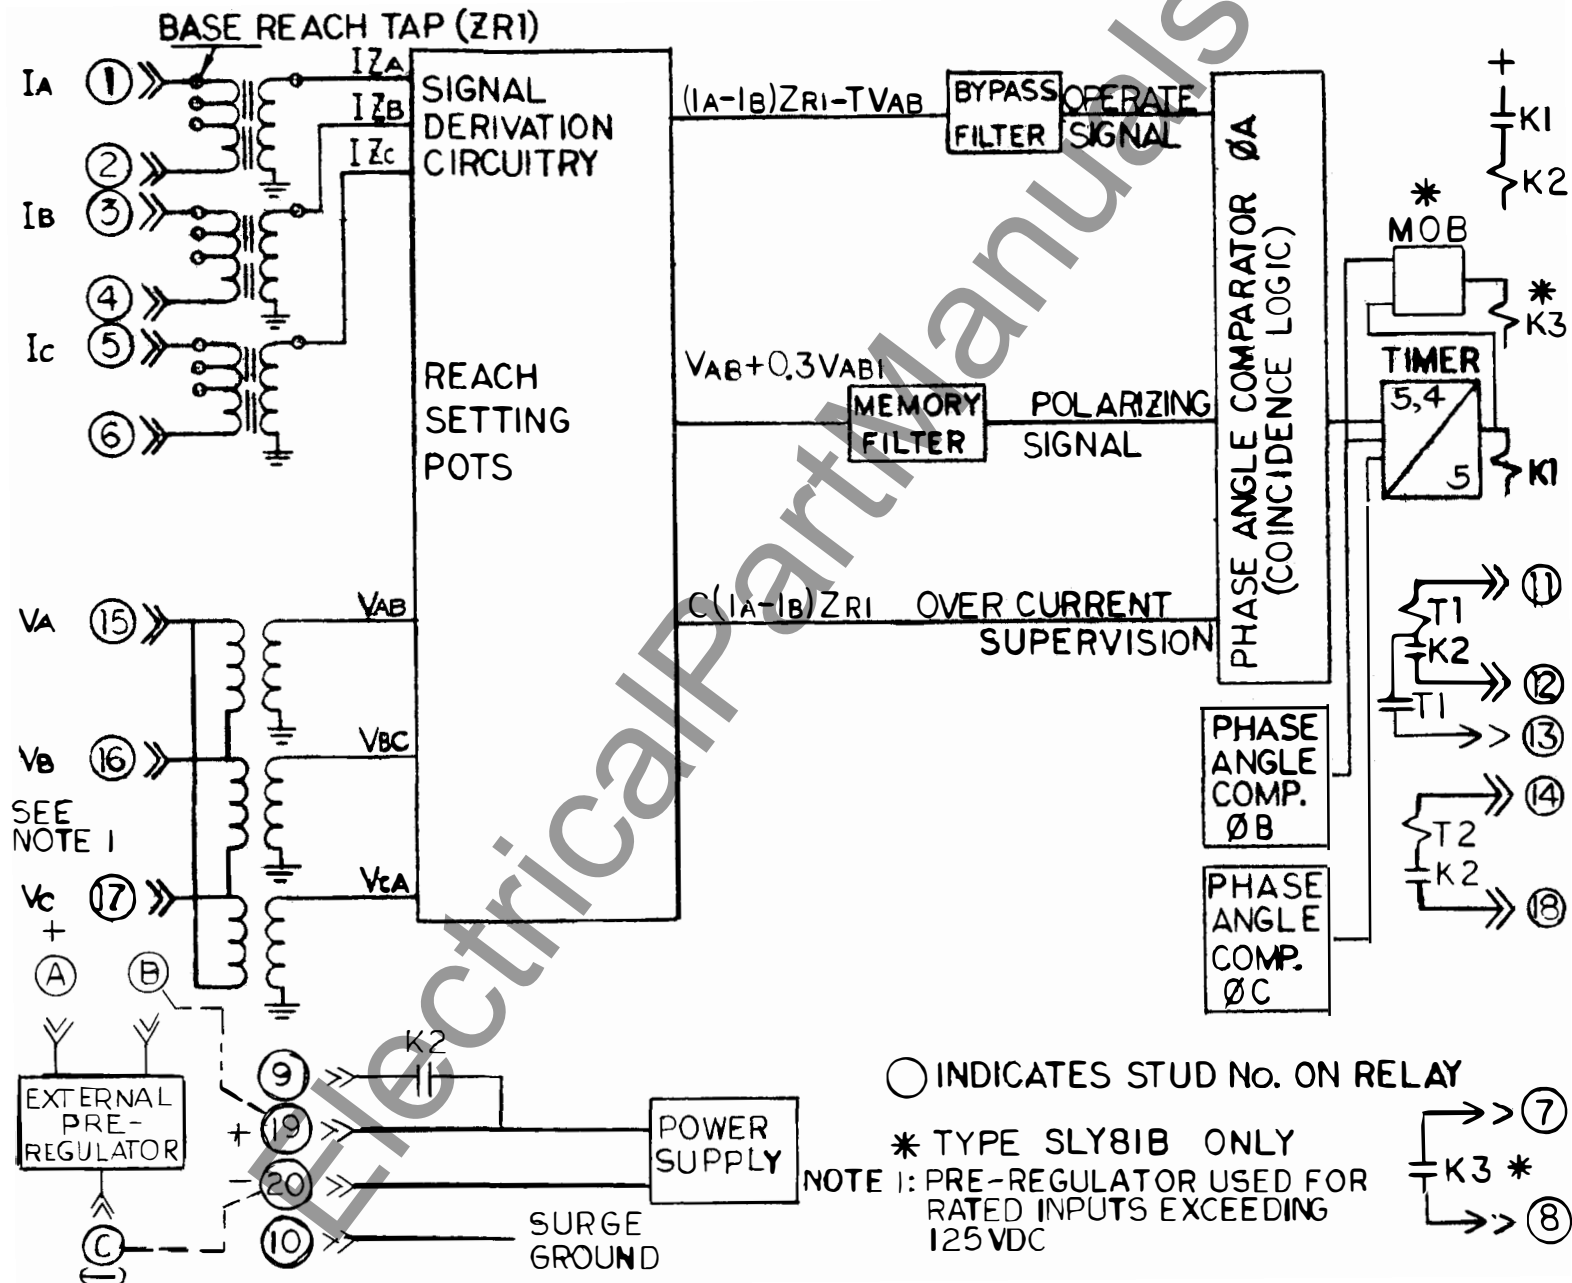 BASE REACH TAP (ZR1)
IA
1
2
IB
3
4
IC
5
6
IZA
IZB
IZC
SIGNAL
DERIVATION
CIRCUITRY
REACH
SETTING
POTS
(IA-IB)ZR1-TVAB
BYPASS
FILTER
OPERATE
SIGNAL
VAB+0.3VAB1
MEMORY
FILTER
POLARIZING
SIGNAL
C(IA-IB)ZR1
OVER CURRENT
SUPERVISION
PHASE ANGLE COMPARATOR ØA
(COINCIDENCE LOGIC)
+
K1
K2
*
MOB
*
K3
TIMER
5,4
5
K1
11
T1
K2
12
T1
13
14
T2
K2
18
VA
15
VAB
VB
16
VBC
SEE
NOTE 1
VC
17
VCA
PHASE
ANGLE
COMP.
ØB
PHASE
ANGLE
COMP.
ØC
+
A
B
EXTERNAL
PRE-
REGULATOR
C
(-)
K2
9
+ 19
- 20
10
POWER
SUPPLY
SURGE
GROUND
INDICATES STUD No. ON RELAY
* TYPE SLY81B ONLY
NOTE 1: PRE-REGULATOR USED FOR
RATED INPUTS EXCEEDING
125VDC
7
K3 *
8
ElectricalPartManuals